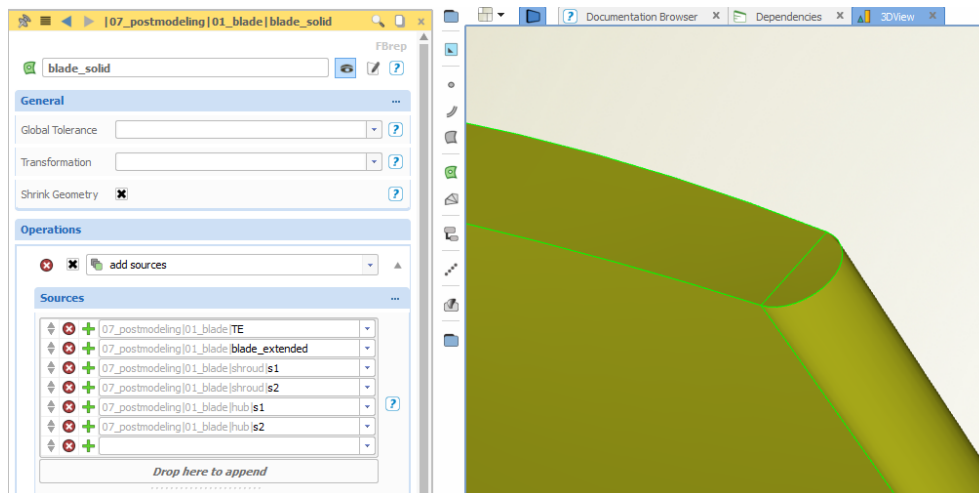 |07_postmodeling|01_blade|blade_solid
FBrep
blade_solid
General
Global Tolerance
Transformation
Shrink Geometry
Operations
add sources
Sources
07_postmodeling|01_blade|TE
07_postmodeling|01_blade|blade_extended
07_postmodeling|01_blade|shroud|s1
07_postmodeling|01_blade|shroud|s2
07_postmodeling|01_blade|hub|s1
07_postmodeling|01_blade|hub|s2
Drop here to append
Documentation Browser
Dependencies
3DView